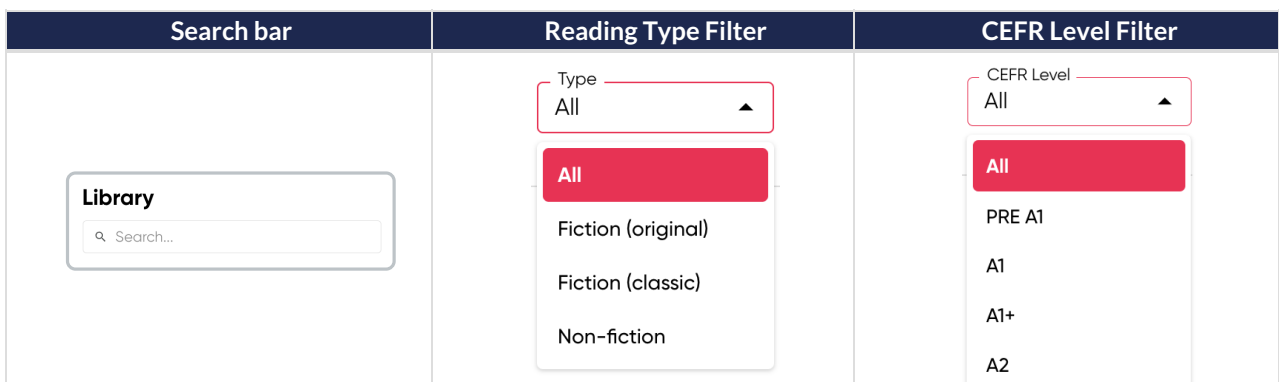 Search bar
Reading Type Filter
CEFR Level Filter
Library
Search...
Type
All
All
Fiction (original)
Fiction (classic)
Non-fiction
CEFR Level
All
All
PRE A1
A1
A1+
A2